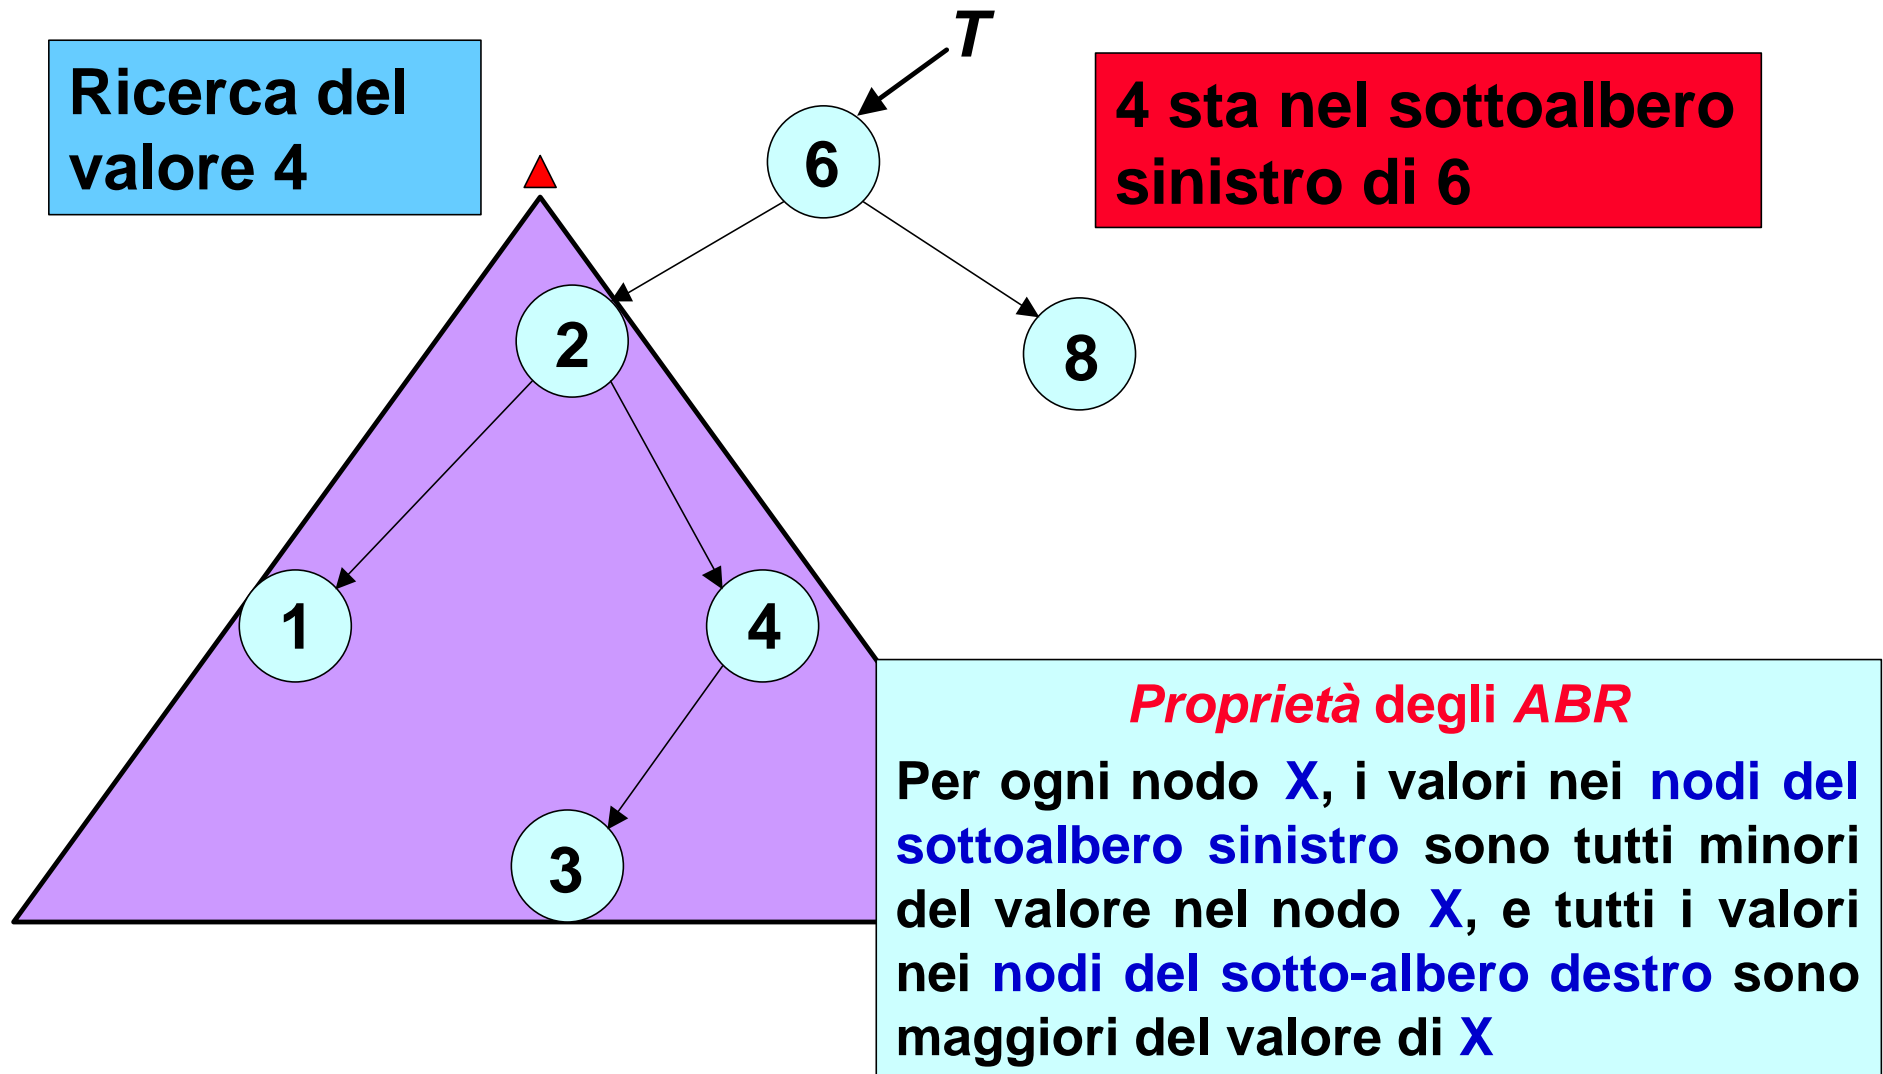 T
Ricerca del
valore 4
4 sta nel sottoalbero
sinistro di 6
6
2
8
1
4
3
Proprietà degli ABR
Per ogni nodo X, i valori nei nodi del
sottoalbero sinistro sono tutti minori
del valore nel nodo X, e tutti i valori
nei nodi del sotto-albero destro sono
maggiori del valore di X